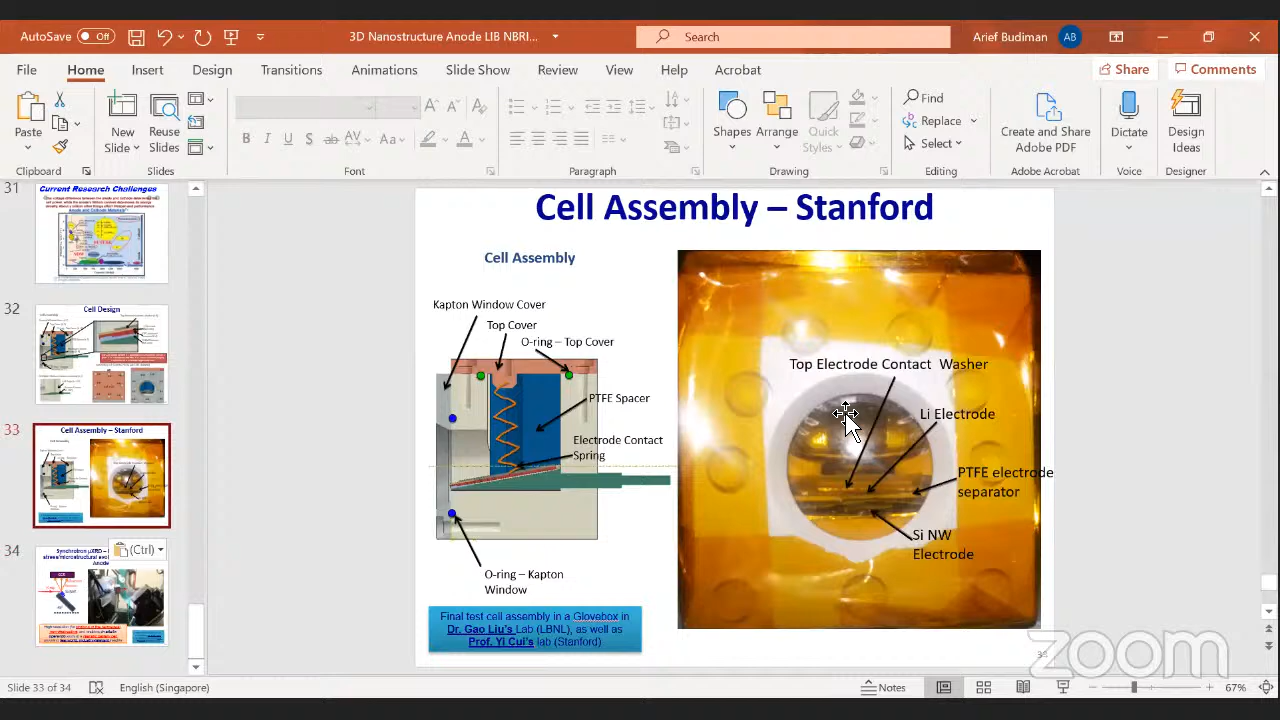 AutoSave Off
3D Nanostructure Anode LIB NBRI...
Search
Arief Budiman AB
File Home Insert Design Transitions Animations Slide Show Review View Help Acrobat
Share Comments
Paste
New Slide
Reuse Slides
Shapes
Arrange
Quick Styles
Find
Replace
Select
Create and Share Adobe PDF
Dictate
Design Ideas
Clipboard Slides Font Paragraph Drawing Editing Adobe Acrobat Voice Designer
31
Current Research Challenges
32
Cell Design
33
Cell Assembly – Stanford
34
(Ctrl)
Cell Assembly – Stanford
Cell Assembly
Kapton Window Cover
Top Cover
O-ring – Top Cover
PTFE Spacer
Electrode Contact
Spring
O-ring – Kapton
Window
Final test cell assembly in a Glovebox in
Dr. Gao Liu's Lab (LBNL), as well as
Prof. Yi Cui's lab (Stanford)
Top Electrode Contact Washer
Li Electrode
PTFE electrode
separator
Si NW
Electrode
zoom
Slide 33 of 34 English (Singapore)
Notes
67%